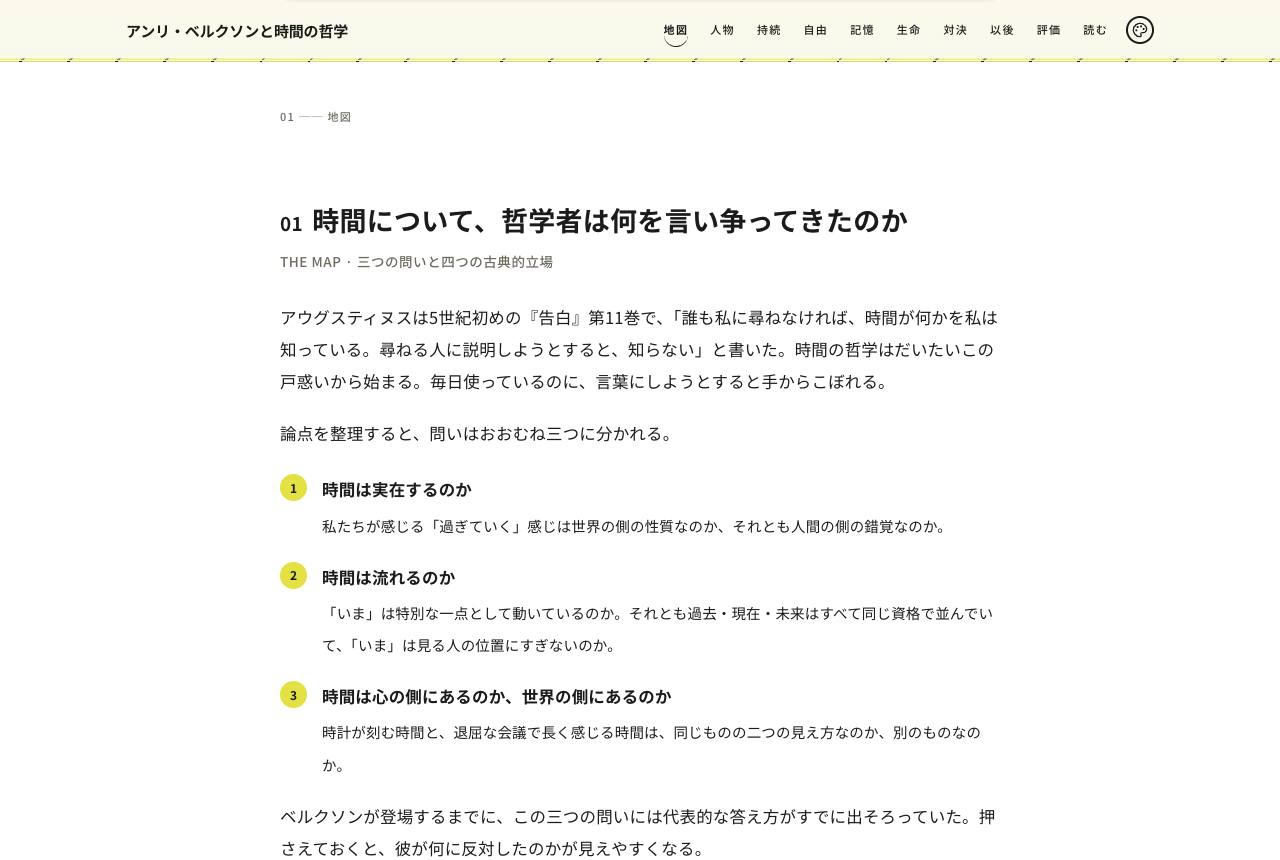 アンリ・ベルクソンと時間の哲学
地図 人物 持続 自由 記憶 生命 対決 以後 評価 読む
01 —— 地図
01 時間について、哲学者は何を言い争ってきたのか
THE MAP · 三つの問いと四つの古典的立場
アウグスティヌスは5世紀初めの『告白』第11巻で、「誰も私に尋ねなければ、時間が何かを私は
知っている。尋ねる人に説明しようとすると、知らない」と書いた。時間の哲学はだいたいこの
戸惑いから始まる。毎日使っているのに、言葉にしようとすると手からこぼれる。
論点を整理すると、問いはおおむね三つに分かれる。
1 時間は実在するのか
私たちが感じる「過ぎていく」感じは世界の側の性質なのか、それとも人間の側の錯覚なのか。
2 時間は流れるのか
「いま」は特別な一点として動いているのか。それとも過去・現在・未来はすべて同じ資格で並んでい
て、「いま」は見る人の位置にすぎないのか。
3 時間は心の側にあるのか、世界の側にあるのか
時計が刻む時間と、退屈な会議で長く感じる時間は、同じものの二つの見え方なのか、別のものなの
か。
ベルクソンが登場するまでに、この三つの問いには代表的な答え方がすでに出そろっていた。押
さえておくと、彼が何に反対したのかが見えやすくなる。